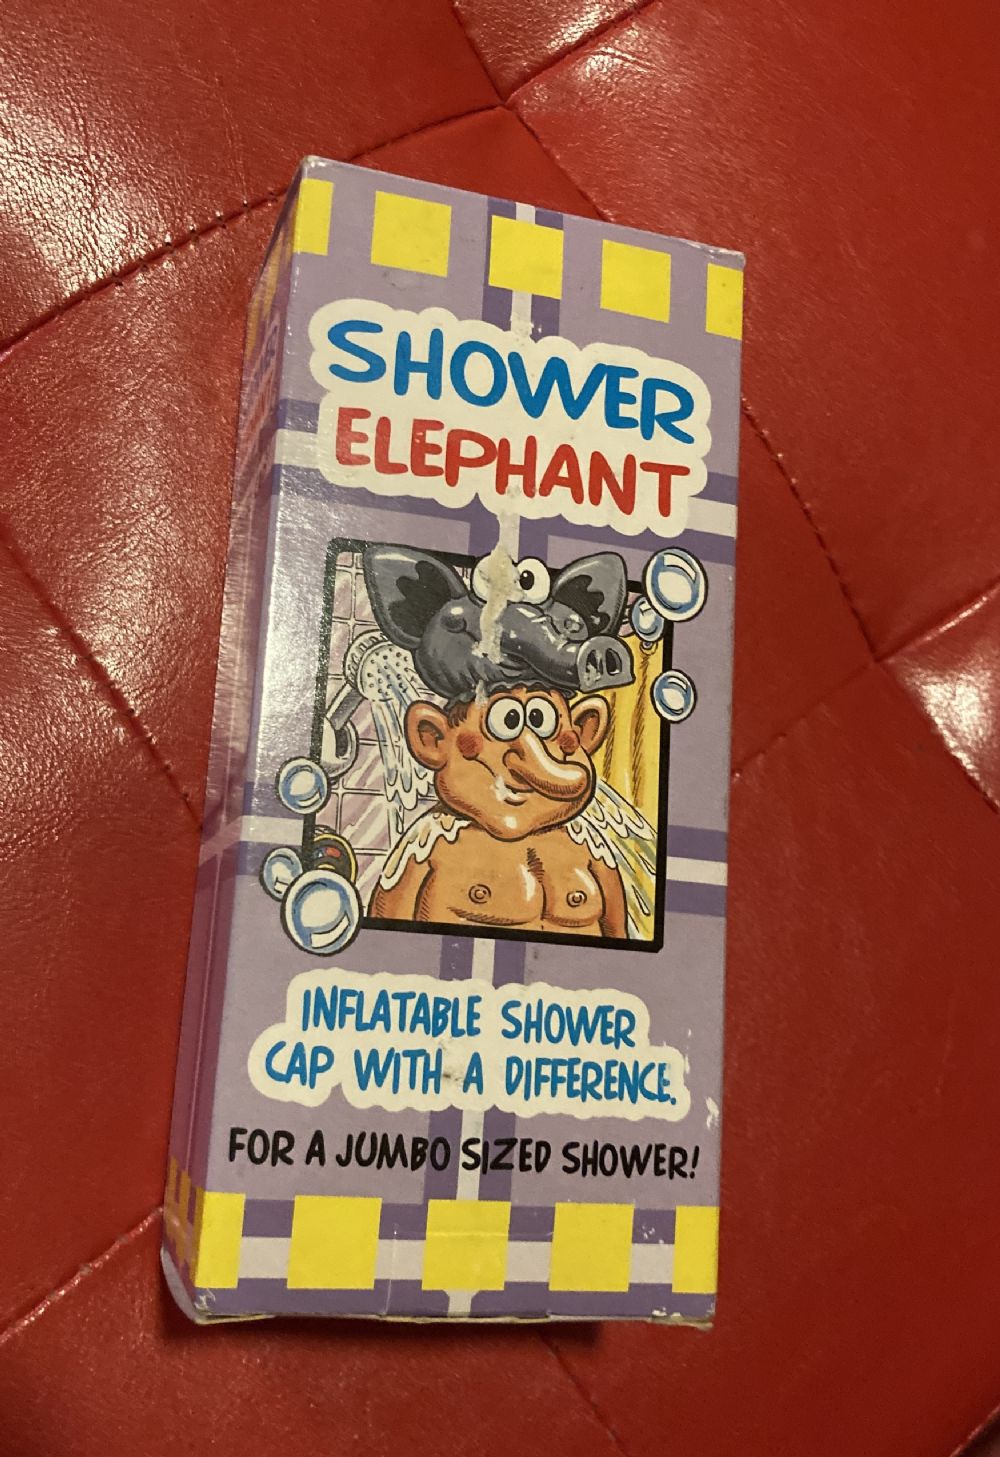 SHOWER
ELEPHANT
INFLATABLE SHOWER
CAP WITH A DIFFERENCE.
FOR A JUMBO SIZED SHOWER!